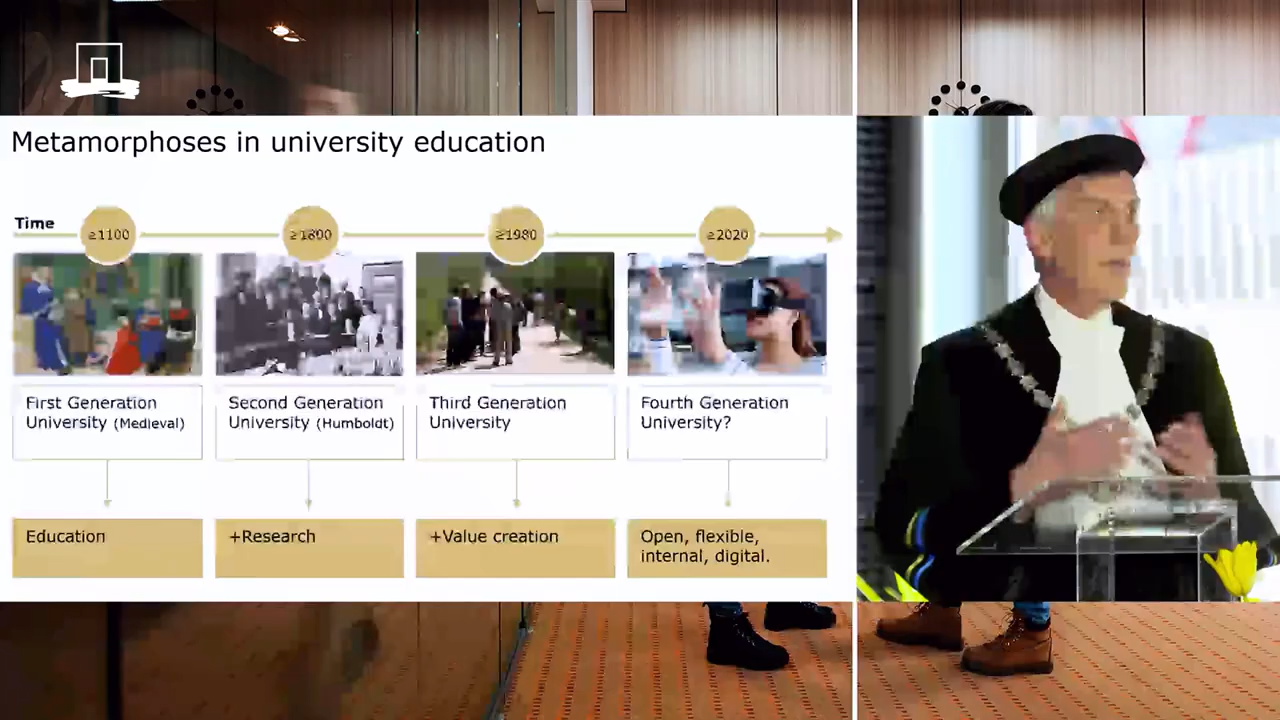 Metamorphoses in university education
Time
≥1100
≥1800
≥1980
≥2020
First Generation
University (Medieval)
Second Generation
University (Humboldt)
Third Generation
University
Fourth Generation
University?
Education
+Research
+Value creation
Open, flexible,
internal, digital.